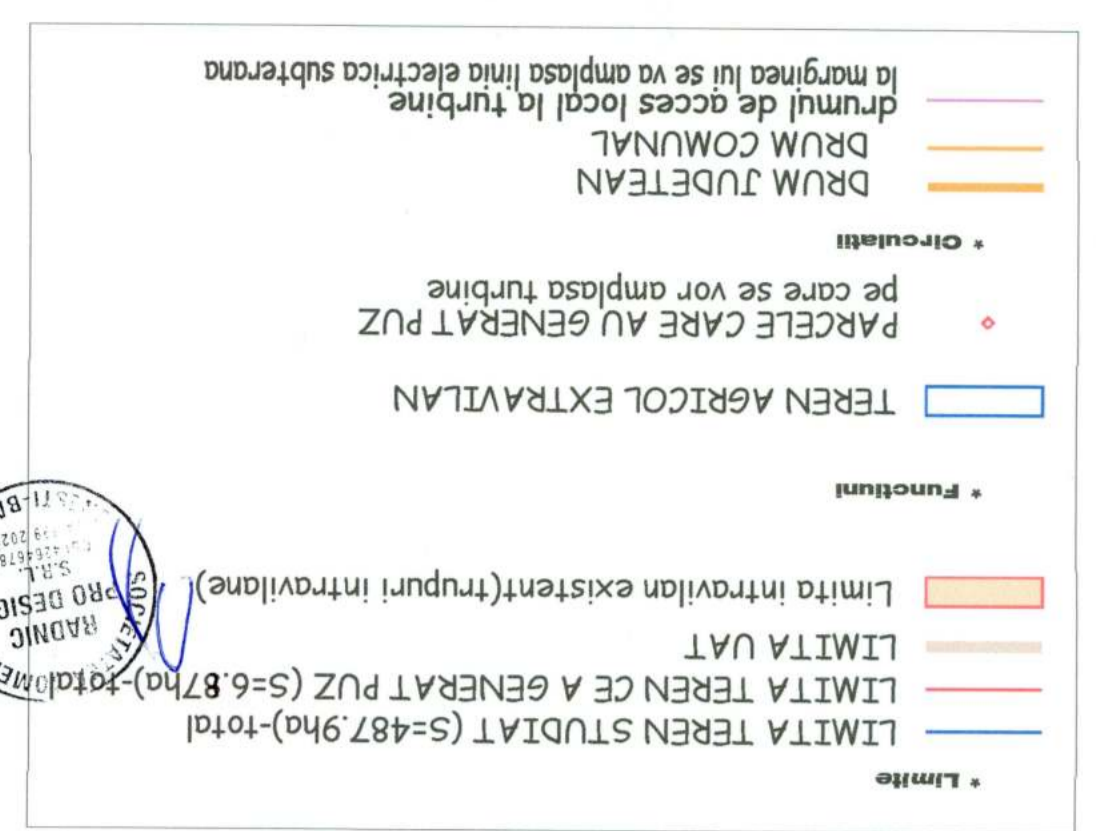 * Limite
LIMITA TEREN STUDIAT (S=487.9ha)-total
LIMITA TEREN CE A GENERAT PUZ (S=6.87ha)-total
LIMITA UAT
Limita intravilan existent(trupuri intravilane)
* Functiuni
TEREN AGRICOL EXTRAVILAN
PARCELE CARE AU GENERAT PUZ
pe care se vor amplasa turbine
* Circulatii
DRUM JUDETEAN
DRUM COMUNAL
drumul de acces local la turbine
la marginea lui se va amplasa linia electrica subterana
RADNIC
PRO DESIG
S.R.L.